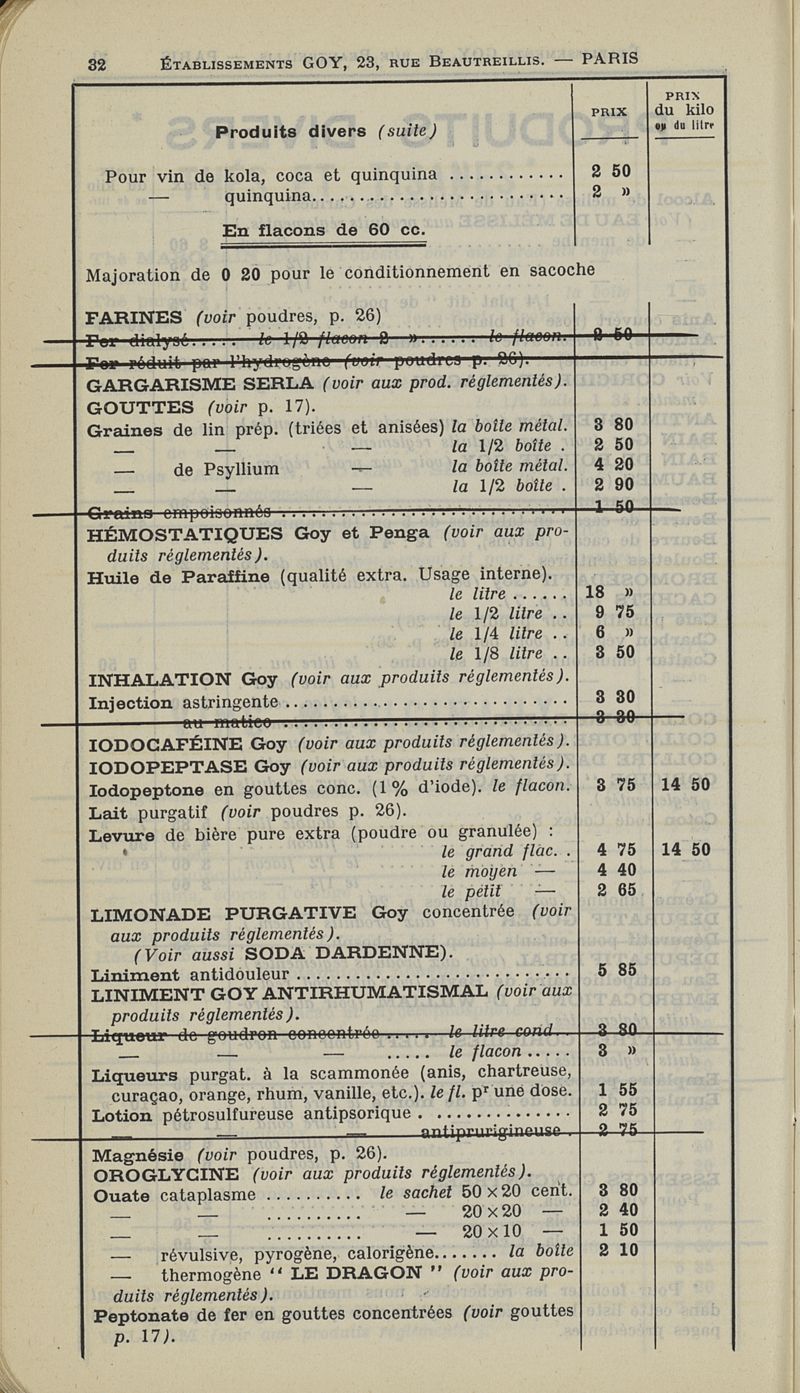 32 ÉTABLISSEMENTS GOY, 23, RUE BEAUTREILLIS. — PARIS
Produits divers (suite)
PRIX
PRIX
du kilo
ou du litre
Pour vin de kola, coca et quinquina ............ 2 50
— quinquina.......................... 2 »
En flacons de 60 cc.
Majoration de 0 20 pour le conditionnement en sacoche
FARINES (voir poudres, p. 26)
Fer dialysé..... le 1/2 flacon 2 »...... le flacon. 2 50
Fer réduit par l'hydrogène (voir poudres p. 26).
GARGARISME SERLA (voir aux prod. réglementés).
GOUTTES (voir p. 17).
Graines de lin prép. (triées et anisées) la boîte métal. 3 80
— — — la 1/2 boîte . 2 50
— de Psyllium — la boîte métal. 4 20
— — — la 1/2 boîte . 2 90
Grains empoisonnés ............................ 1 50
HÉMOSTATIQUES Goy et Penga (voir aux pro-
duits réglementés).
Huile de Paraffine (qualité extra. Usage interne).
le litre ...... 18 »
le 1/2 litre .. 9 75
le 1/4 litre .. 6 »
le 1/8 litre .. 3 50
INHALATION Goy (voir aux produits réglementés).
Injection astringente ............................ 3 30
au matico ............................ 3 30
IODOCAFÉINE Goy (voir aux produits réglementés).
IODOPEPTASE Goy (voir aux produits réglementés).
Iodopeptone en gouttes conc. (1% d'iode). le flacon. 3 75 14 50
Lait purgatif (voir poudres p. 26).
Levure de bière pure extra (poudre ou granulée) :
le grand flac. . 4 75 14 50
le moyen — 4 40
le petit — 2 65
LIMONADE PURGATIVE Goy concentrée (voir
aux produits réglementés).
(Voir aussi SODA DARDENNE).
Liniment antidouleur ............................ 5 85
LINIMENT GOY ANTIRHUMATISMAL (voir aux
produits réglementés).
Liqueur de goudron concentrée ..... le litre cond.. 3 80
— — — ..... le flacon ..... 3 »
Liqueurs purgat. à la scammonée (anis, chartreuse,
curaçao, orange, rhum, vanille, etc.). le fl. pr une dose. 1 55
Lotion pétrosulfureuse antipsorique . .............. 2 75
— — — antiprurigineuse . 2 75
Magnésie (voir poudres, p. 26).
OROGLYCINE (voir aux produits réglementés).
Ouate cataplasme .......... le sachet 50 x 20 cent. 3 80
— — .......... — 20 x 20 — 2 40
— — .......... — 20 x 10 — 1 50
— révulsive, pyrogène, calorigène....... la boîte 2 10
— thermogène “ LE DRAGON ” (voir aux pro-
duits réglementés).
Peptonate de fer en gouttes concentrées (voir gouttes
p. 17).